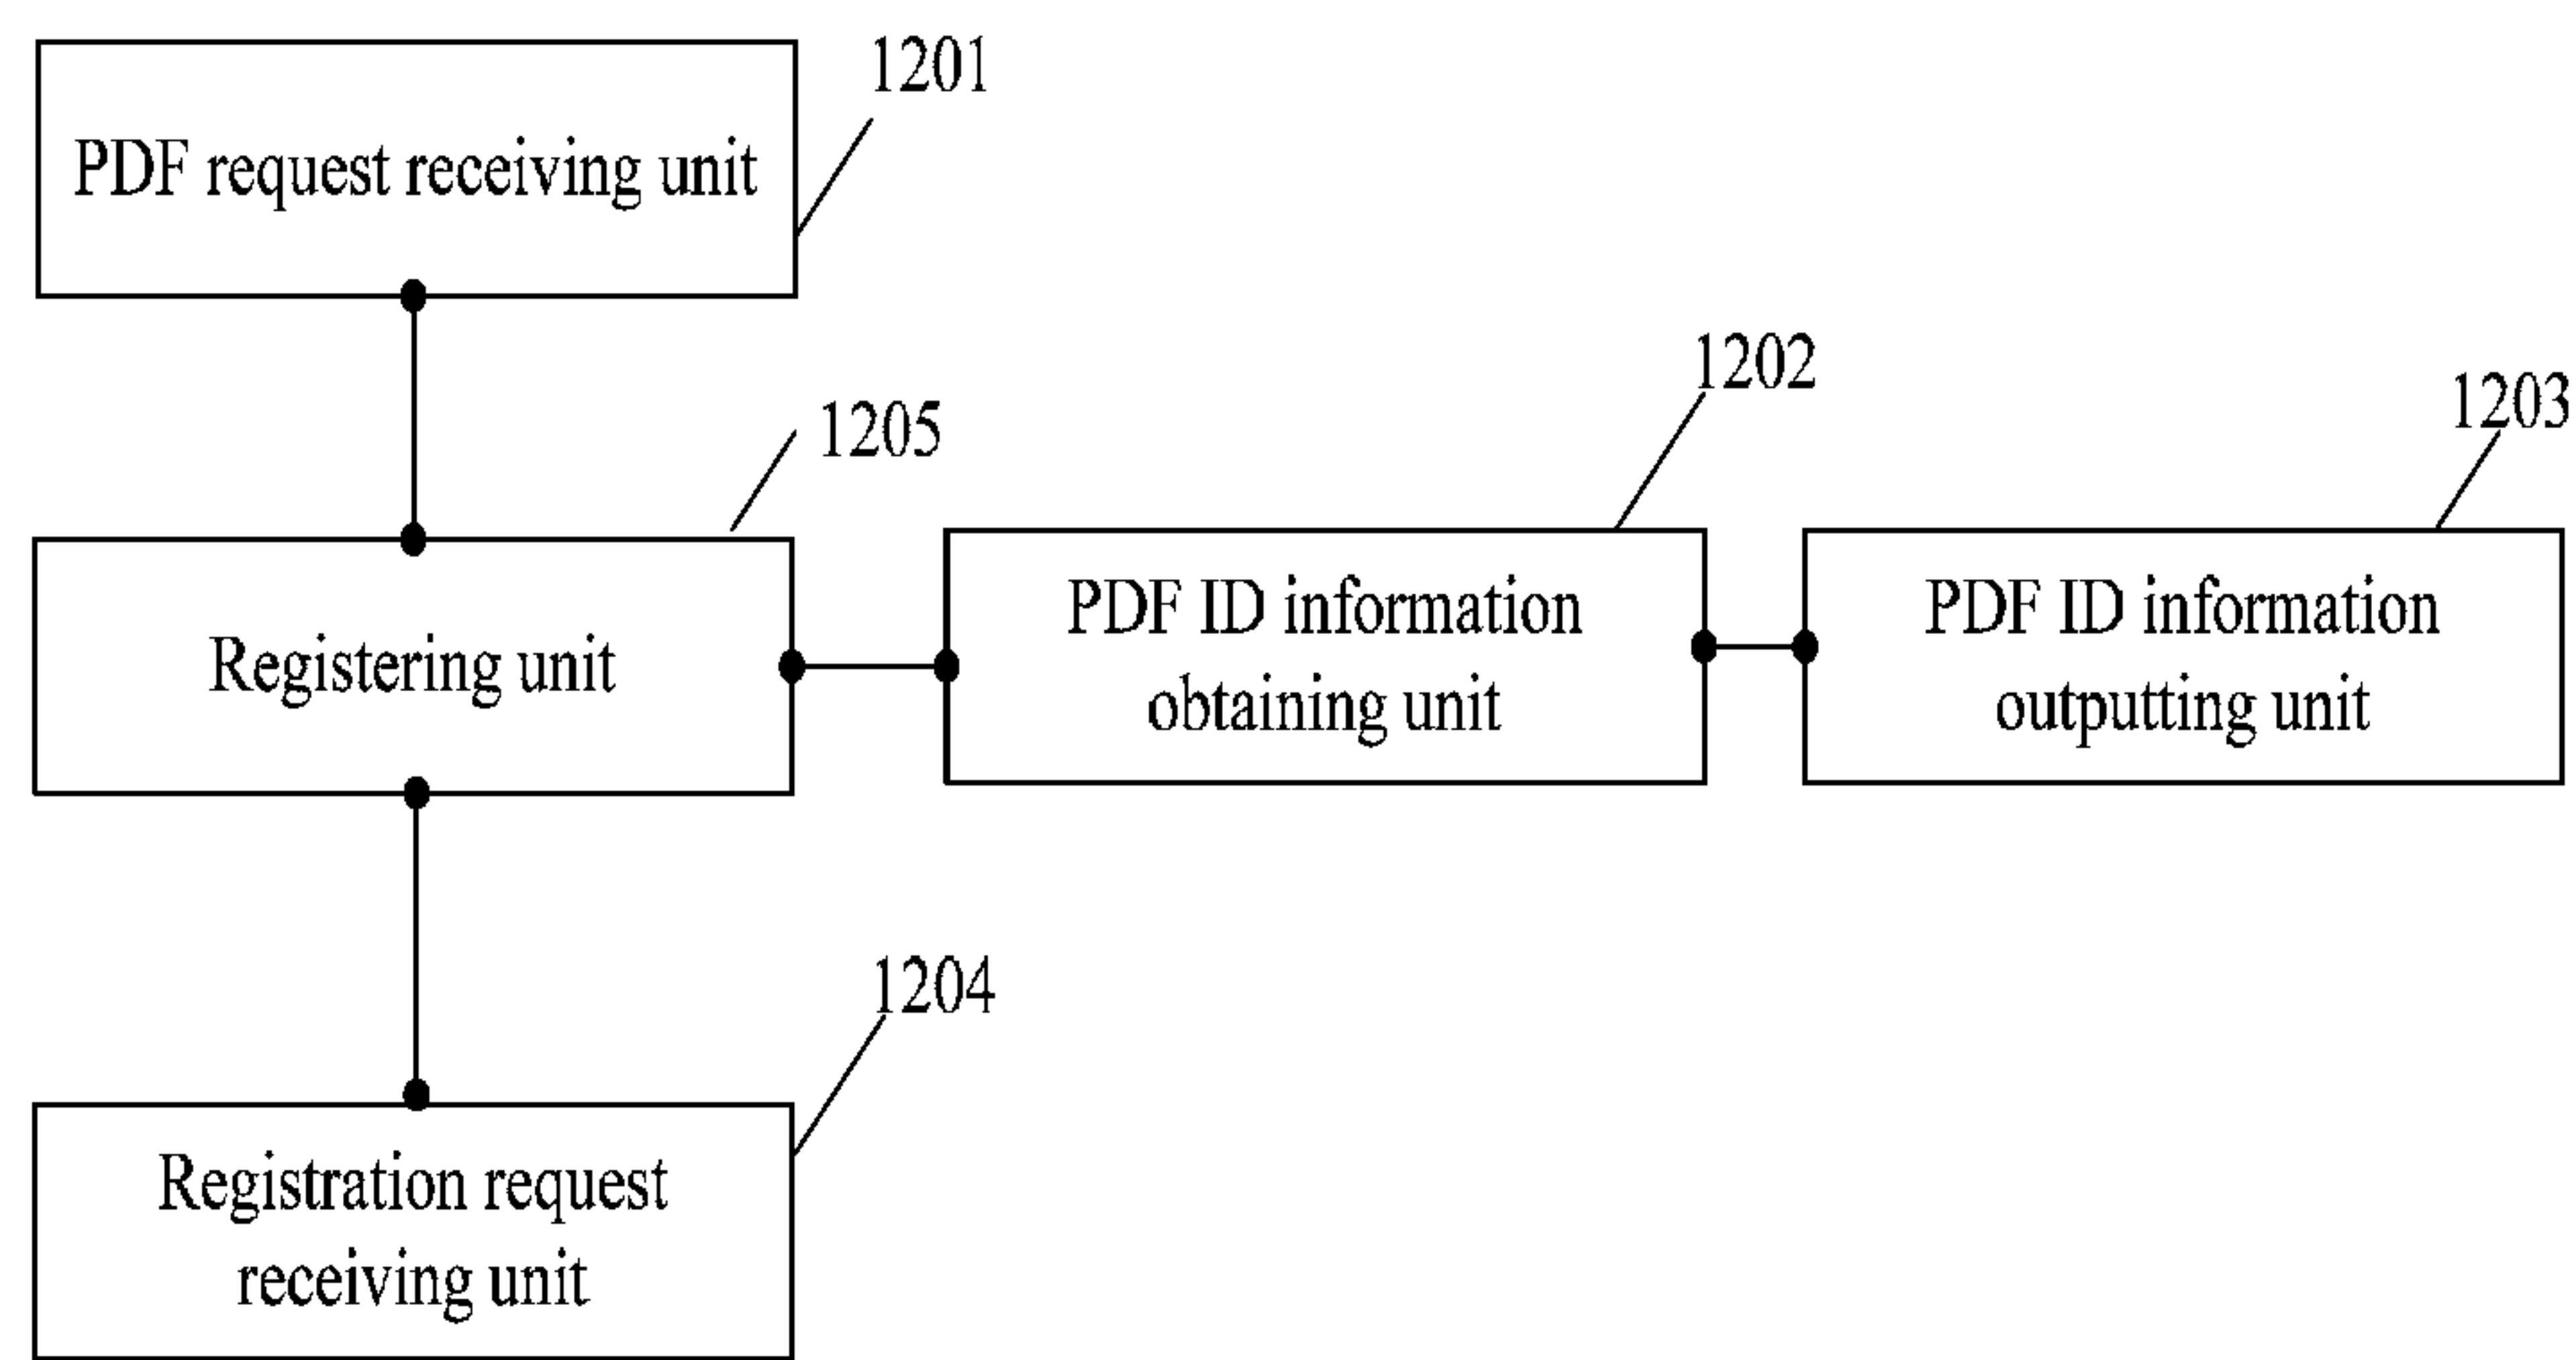 1201
PDF request receiving unit
1205
Registering unit
1202
PDF ID information
obtaining unit
1203
PDF ID information
outputting unit
1204
Registration request
receiving unit